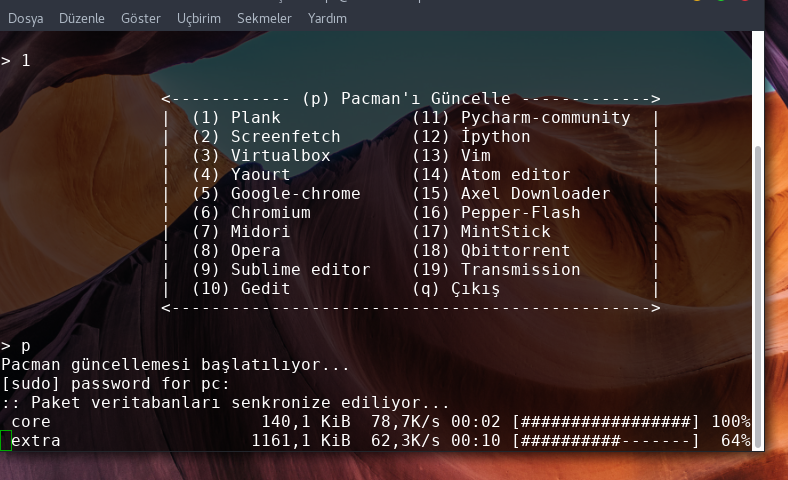 Dosya Düzenle Göster Uçbirim Sekmeler Yardım
> 1
<------------ (p) Pacman'ı Güncelle ------------->
| (1) Plank (11) Pycharm-community |
| (2) Screenfetch (12) İpython |
| (3) Virtualbox (13) Vim |
| (4) Yaourt (14) Atom editor |
| (5) Google-chrome (15) Axel Downloader |
| (6) Chromium (16) Pepper-Flash |
| (7) Midori (17) MintStick |
| (8) Opera (18) Qbittorrent |
| (9) Sublime editor (19) Transmission |
| (10) Gedit (q) Çıkış |
<------------------------------------------------>
> p
Pacman güncellemesi başlatılıyor...
[sudo] password for pc:
:: Paket veritabanları senkronize ediliyor...
core 140,1 KiB 78,7K/s 00:02 [#################] 100%
extra 1161,1 KiB 62,3K/s 00:10 [##########-------] 64%